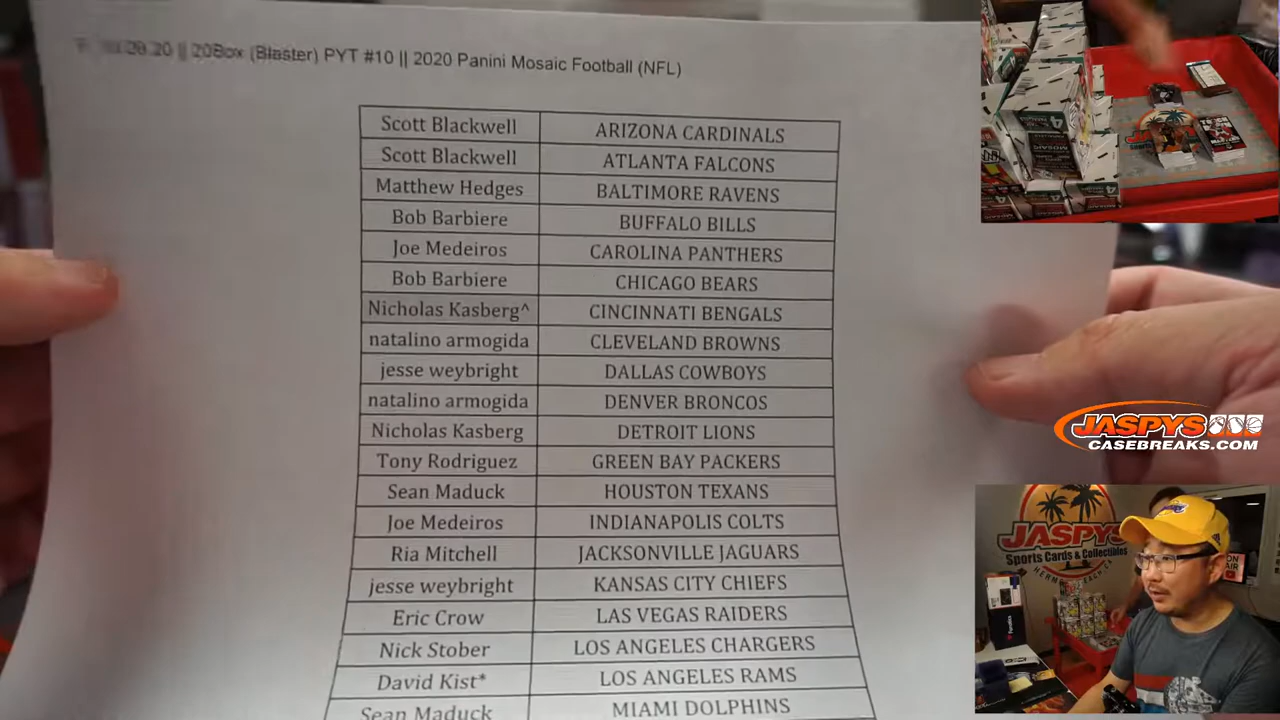 20Box (Blaster) PYT #10 || 2020 Panini Mosaic Football (NFL)
Scott Blackwell ARIZONA CARDINALS
Scott Blackwell ATLANTA FALCONS
Matthew Hedges BALTIMORE RAVENS
Bob Barbiere BUFFALO BILLS
Joe Medeiros CAROLINA PANTHERS
Bob Barbiere CHICAGO BEARS
Nicholas Kasberg^ CINCINNATI BENGALS
natalino armogida CLEVELAND BROWNS
jesse weybright DALLAS COWBOYS
natalino armogida DENVER BRONCOS
Nicholas Kasberg DETROIT LIONS
Tony Rodriguez GREEN BAY PACKERS
Sean Maduck HOUSTON TEXANS
Joe Medeiros INDIANAPOLIS COLTS
Ria Mitchell JACKSONVILLE JAGUARS
jesse weybright KANSAS CITY CHIEFS
Eric Crow LAS VEGAS RAIDERS
Nick Stober LOS ANGELES CHARGERS
David Kist* LOS ANGELES RAMS
Sean Maduck MIAMI DOLPHINS
JASPYS
CASEBREAKS.COM
JASPYS
Sports Cards & Collectibles